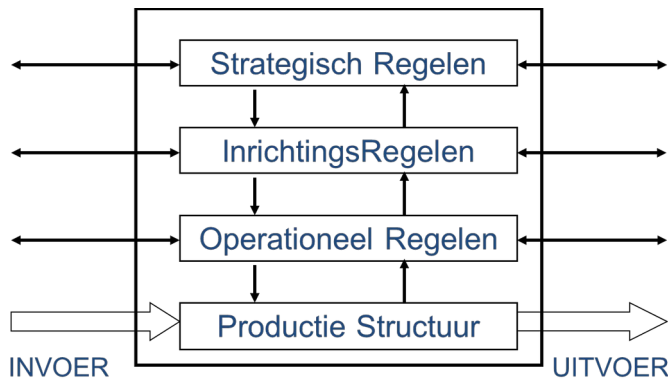 Strategisch Regelen
InrichtingsRegelen
Operationeel Regelen
Productie Structuur
INVOER
UITVOER